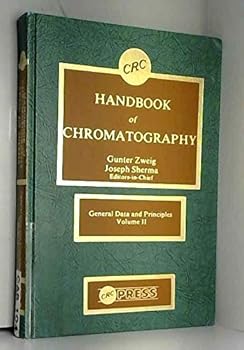 CRC
HANDBOOK
of
CHROMATOGRAPHY
Gunter Zweig
Joseph Sherma
Editors-in-Chief
General Data and Principles
Volume II
CRC PRESS